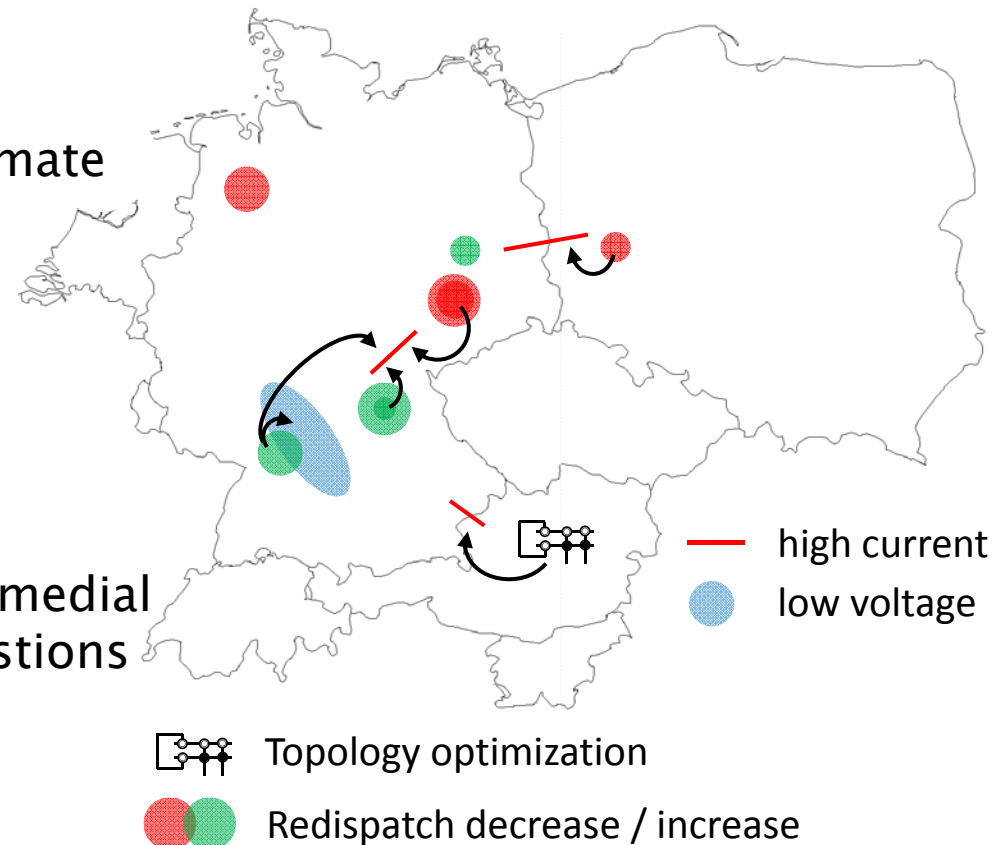 mate
high current
low voltage
medial
stions
Topology optimization
Redispatch decrease / increase